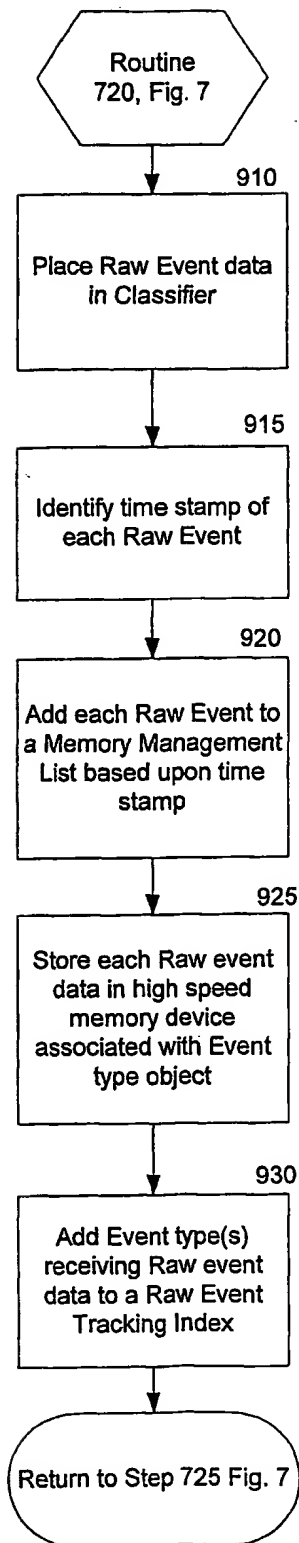 Routine
720, Fig. 7
910
Place Raw Event data
in Classifier
915
Identify time stamp of
each Raw Event
920
Add each Raw Event to
a Memory Management
List based upon time
stamp
925
Store each Raw event
data in high speed
memory device
associated with Event
type object
930
Add Event type(s)
receiving Raw event
data to a Raw Event
Tracking Index
Return to Step 725 Fig. 7